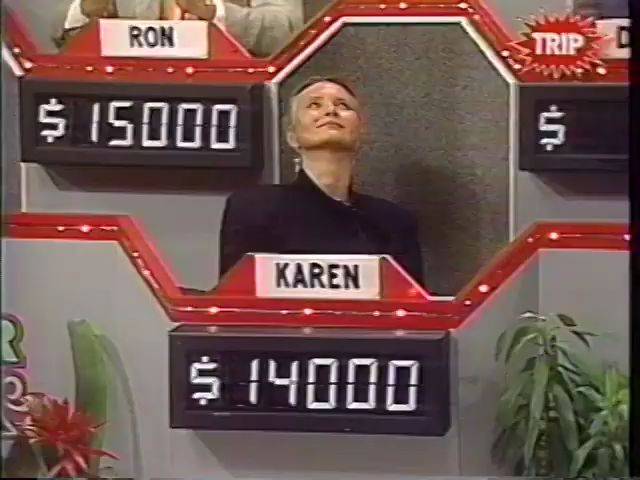 RON
TRIP
D
$ 15000
$
KAREN
$ 14000
R